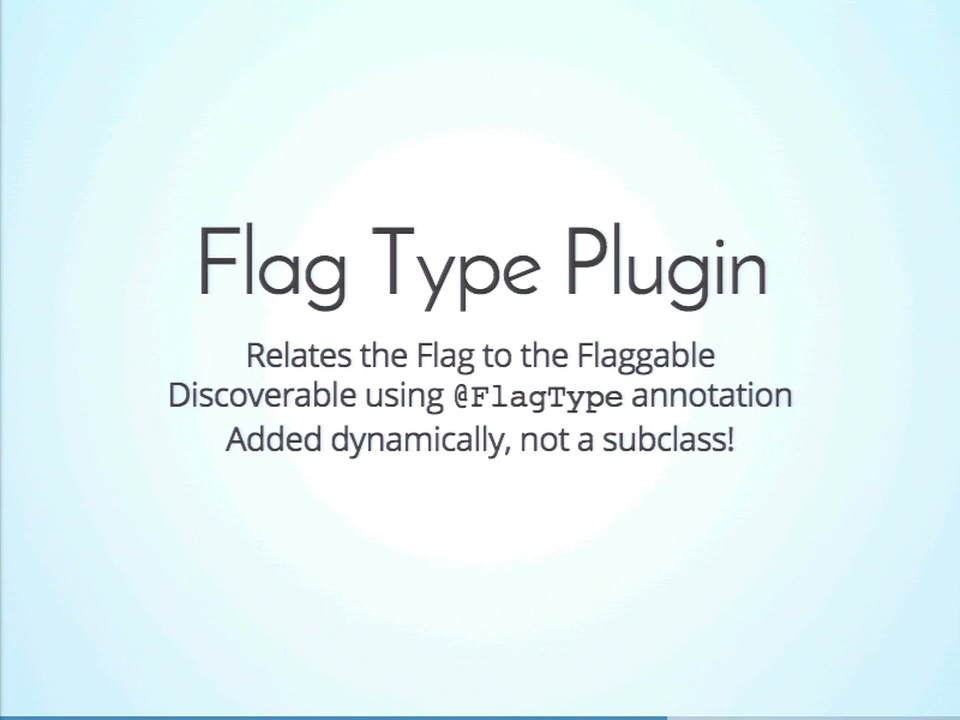 Flag Type Plugin
Relates the Flag to the Flaggable
Discoverable using @FlagType annotation
Added dynamically, not a subclass!